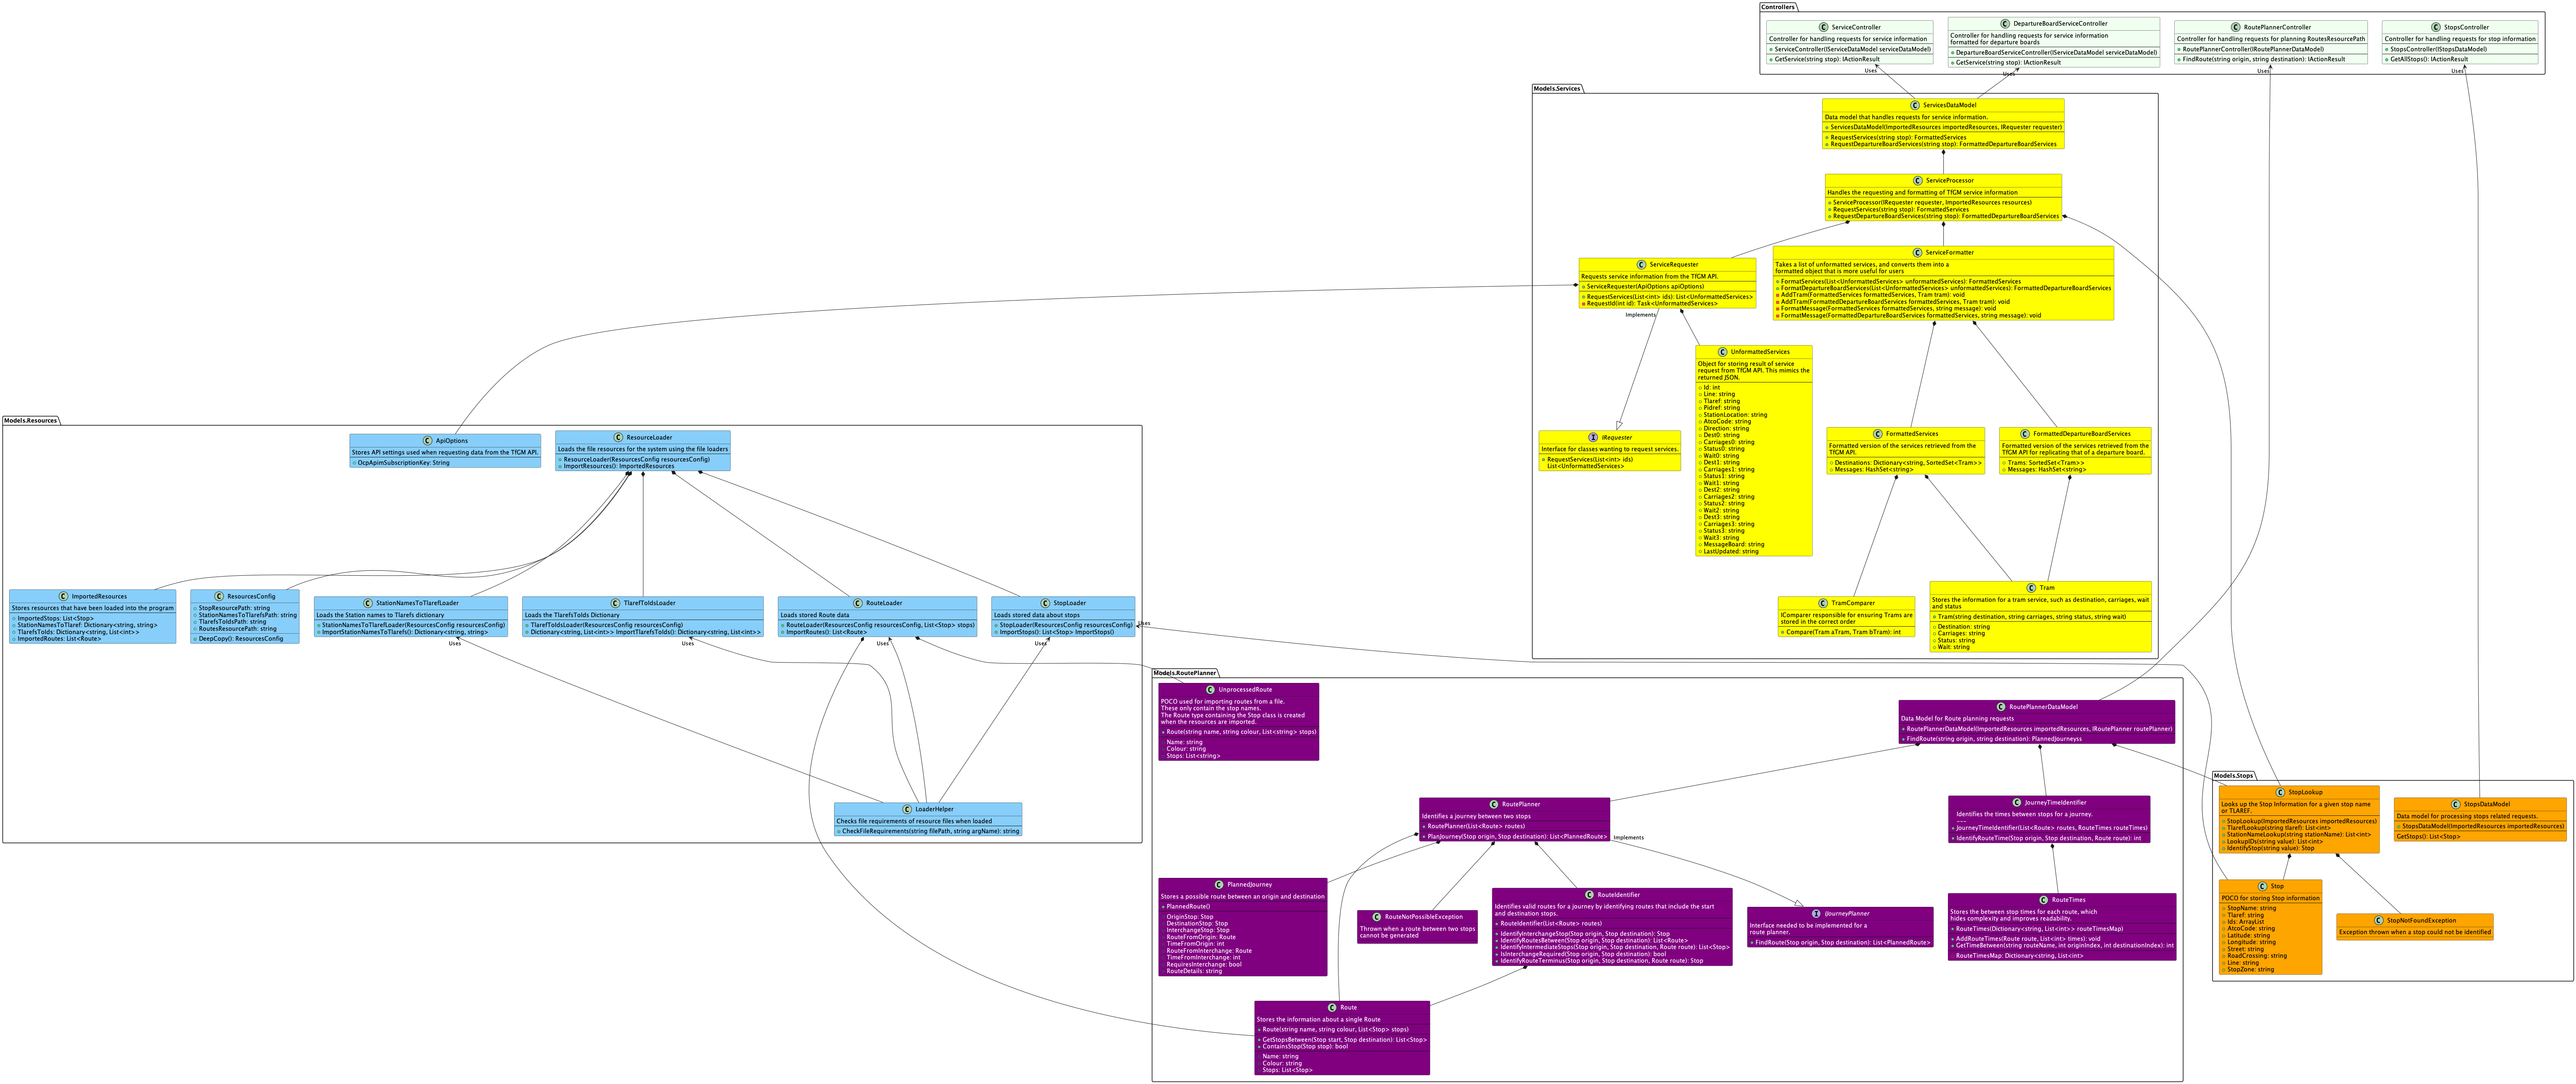 Controllers
ServiceController
Controller for handling requests for service information
ServiceController(IServiceDataModel serviceDataModel)
GetService(string stop): IActionResult
DepartureBoardServiceController
Controller for handling requests for service information
formatted for departure boards
DepartureBoardServiceController(IServiceDataModel serviceDataModel)
GetService(string stop): IActionResult
RoutePlannerController
Controller for handling requests for planning RoutesResourcePath
RoutePlannerController(IRoutePlannerDataModel)
FindRoute(string origin, string destination): IActionResult
StopsController
Controller for handling requests for stop information
StopsController(IStopsDataModel)
GetAllStops(): IActionResult
Uses
Uses
Uses
Uses
Models.Services
ServicesDataModel
Data model that handles requests for service information.
ServicesDataModel(ImportedResources importedResources, IRequester requester)
RequestServices(string stop): FormattedServices
RequestDepartureBoardServices(string stop): FormattedDepartureBoardServices
ServiceProcessor
Handles the requesting and formatting of TfGM service information
ServiceProcessor(IRequester requester, ImportedResources resources)
RequestServices(string stop): FormattedServices
RequestDepartureBoardServices(string stop): FormattedDepartureBoardServices
ServiceRequester
Requests service information from the TfGM API.
ServiceRequester(ApiOptions apiOptions)
RequestServices(List<int> ids): List<UnformattedServices>
RequestId(int id): Task<UnformattedServices>
Implements
ServiceFormatter
Takes a list of unformatted services, and converts them into a
formatted object that is more useful for users
FormatServices(List<UnformattedServices> unformattedServices): FormattedServices
FormatDepartureBoardServices(List<UnformattedServices> unformattedServices): FormattedDepartureBoardServices
AddTram(FormattedServices formattedServices, Tram tram): void
AddTram(FormattedDepartureBoardServices formattedServices, Tram tram): void
FormatMessage(FormattedServices formattedServices, string message): void
FormatMessage(FormattedDepartureBoardServices formattedServices, string message): void
UnformattedServices
Object for storing result of service
request from TfGM API. This mimics the
returned JSON.
Id: int
Line: string
Tlaref: string
Pidref: string
StationLocation: string
AtcoCode: string
Direction: string
Dest0: string
Carriages0: string
Status0: string
Wait0: string
Dest1: string
Carriages1: string
Status1: string
Wait1: string
Dest2: string
Carriages2: string
Status2: string
Wait2: string
Dest3: string
Carriages3: string
Status3: string
Wait3: string
MessageBoard: string
LastUpdated: string
IRequester
Interface for classes wanting to request services.
RequestServices(List<int> ids)
List<UnformattedServices>
FormattedServices
Formatted version of the services retrieved from the
TfGM API.
Destinations: Dictionary<string, SortedSet<Tram>>
Messages: HashSet<string>
FormattedDepartureBoardServices
Formatted version of the services retrieved from the
TfGM API for replicating that of a departure board.
Trams: SortedSet<Tram>>
Messages: HashSet<string>
TramComparer
IComparer responsible for ensuring Trams are
stored in the correct order
Compare(Tram aTram, Tram bTram): int
Tram
Stores the information for a tram service, such as destination, carriages, wait
and status
Tram(string destination, string carriages, string status, string wait)
Destination: string
Carriages: string
Status: string
Wait: string
Models.Resources
ApiOptions
Stores API settings used when requesting data from the TfGM API.
OcpApimSubscriptionKey: String
ResourceLoader
Loads the file resources for the system using the file loaders
ResourceLoader(ResourcesConfig resourcesConfig)
ImportResources(): ImportedResources
ImportedResources
Stores resources that have been loaded into the program
ImportedStops: List<Stop>
StationNamesToTlaref: Dictionary<string, string>
TlarefsToIds: Dictionary<string, List<int>>
ImportedRoutes: List<Route>
ResourcesConfig
StopResourcePath: string
StationNamesToTlarefsPath: string
TlarefsToIdsPath: string
RoutesResourcePath: string
DeepCopy(): ResourcesConfig
StationNamesToTlarefLoader
Loads the Station names to Tlarefs dictionary
StationNamesToTlarefLoader(ResourcesConfig resourcesConfig)
ImportStationNamesToTlarefs(): Dictionary<string, string>
Uses
TlarefToIdsLoader
Loads the TlarefsToIds Dictionary
TlarefToIdsLoader(ResourcesConfig resourcesConfig)
Dictionary<string, List<int>> ImportTlarefsToIds(): Dictionary<string, List<int>>
Uses
RouteLoader
Loads stored Route data
RouteLoader(ResourcesConfig resourcesConfig, List<Stop> stops)
ImportRoutes(): List<Route>
Uses
StopLoader
Loads stored data about stops
StopLoader(ResourcesConfig resourcesConfig)
ImportStops(): List<Stop> ImportStops()
Uses
Uses
LoaderHelper
Checks file requirements of resource files when loaded
CheckFileRequirements(string filePath, string argName): string
Models.RoutePlanner
UnprocessedRoute
POCO used for importing routes from a file.
These only contain the stop names.
The Route type containing the Stop class is created
when the resources are imported.
Route(string name, string colour, List<string> stops)
Name: string
Colour: string
Stops: List<string>
RoutePlannerDataModel
Data Model for Route planning requests
RoutePlannerDataModel(ImportedResources importedResources, IRoutePlanner routePlanner)
FindRoute(string origin, string destination): PlannedJourneyss
RoutePlanner
Identifies a journey between two stops
RoutePlanner(List<Route> routes)
PlanJourney(Stop origin, Stop destination): List<PlannedRoute>
Implements
JourneyTimeIdentifier
Identifies the times between stops for a journey.
---
JourneyTimeIdentifier(List<Route> routes, RouteTimes routeTimes)
IdentifyRouteTime(Stop origin, Stop destination, Route route): int
PlannedJourney
Stores a possible route between an origin and destination
PlannedRoute()
OriginStop: Stop
DestinationStop: Stop
InterchangeStop: Stop
RouteFromOrigin: Route
TimeFromOrigin: int
RouteFromInterchange: Route
TimeFromInterchange: int
RequiresInterchange: bool
RouteDetails: string
RouteNotPossibleException
Thrown when a route between two stops
cannot be generated
RouteIdentifier
Identifies valid routes for a journey by identifying routes that include the start
and destination stops.
RouteIdentifier(List<Route> routes)
IdentifyInterchangeStop(Stop origin, Stop destination): Stop
IdentifyRoutesBetween(Stop origin, Stop destination): List<Route>
IdentifyIntermediateStops(Stop origin, Stop destination, Route route): List<Stop>
IsInterchangeRequired(Stop origin, Stop destination): bool
IdentifyRouteTerminus(Stop origin, Stop destination, Route route): Stop
IJourneyPlanner
Interface needed to be implemented for a
route planner.
FindRoute(Stop origin, Stop destination): List<PlannedRoute>
RouteTimes
Stores the between stop times for each route, which
hides complexity and improves readability.
RouteTimes(Dictionary<string, List<int>> routeTimesMap)
AddRouteTimes(Route route, List<int> times): void
GetTimeBetween(string routeName, int originIndex, int destinationIndex): int
RouteTimesMap: Dictionary<string, List<int>
Route
Stores the information about a single Route
Route(string name, string colour, List<Stop> stops)
GetStopsBetween(Stop start, Stop destination): List<Stop>
ContainsStop(Stop stop): bool
Name: string
Colour: string
Stops: List<Stop>
Models.Stops
StopLookup
Looks up the Stop Information for a given stop name
or TLAREF.
StopLookup(ImportedResources importedResources)
TlarefLookup(string tlaref): List<int>
StationNameLookup(string stationName): List<int>
LookupIDs(string value): List<int>
IdentifyStop(string value): Stop
StopsDataModel
Data model for processing stops related requests.
StopsDataModel(ImportedResources importedResources)
GetStops(): List<Stop>
Stop
POCO for storing Stop information
StopName: string
Tlaref: string
Ids: ArrayList
AtcoCode: string
Latitude: string
Longitude: string
Street: string
RoadCrossing: string
Line: string
StopZone: string
StopNotFoundException
Exception thrown when a stop could not be identified